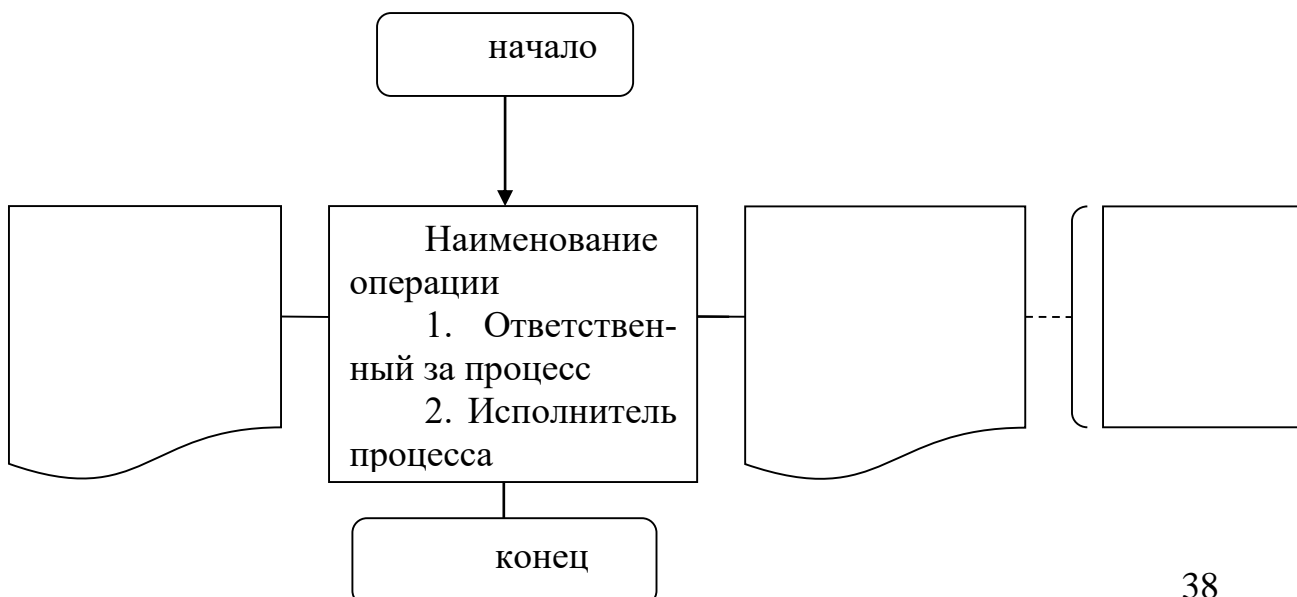 начало
Наименование
операции
1. Ответствен-
ный за процесс
2. Исполнитель
процесса
конец
38